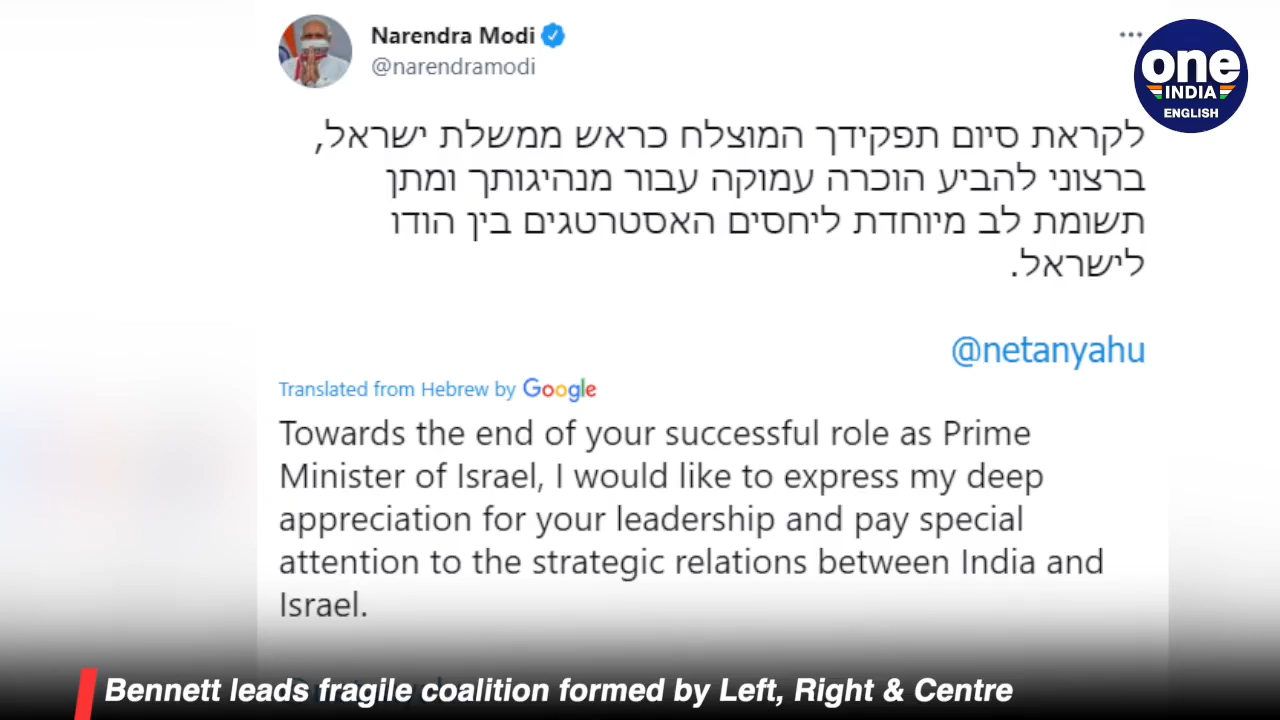 Narendra Modi
@narendramodi
one
INDIA
ENGLISH
לקראת סיום תפקידך המוצלח כראש ממשלת ישראל,
ברצוני להביע הוכרה עמוקה עבור מנהיגותך ומתן
תשומת לב מיוחדת ליחסים האסטרטגים בין הודו
לישראל.
@netanyahu
Translated from Hebrew by Google
Towards the end of your successful role as Prime
Minister of Israel, I would like to express my deep
appreciation for your leadership and pay special
attention to the strategic relations between India and
Israel.
Bennett leads fragile coalition formed by Left, Right & Centre